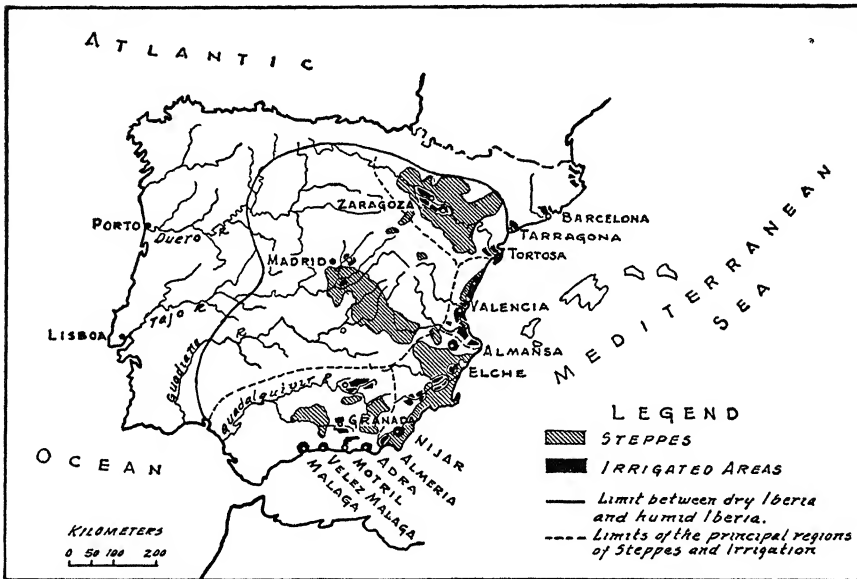 ATLANTIC
ZARAGOZA
BARCELONA
TARRAGONA
TORTOSA
PORTO
Duero R
MADRID
VALENCIA
MEDITERRANEAN
SEA
LISBOA
Tajo R
Guadiana R
ALMANSA
ELCHE
Guadalquivir R
GRANADA
NIJAR
ALMERIA
ADRA
MOTRIL
VELEZ MALAGA
MALAGA
OCEAN
LEGEND
STEPPES
IRRIGATED AREAS
Limit between dry Iberia
and humid Iberia.
Limits of the principal regions
of Steppes and Irrigation
KILOMETERS
0 50 100 200